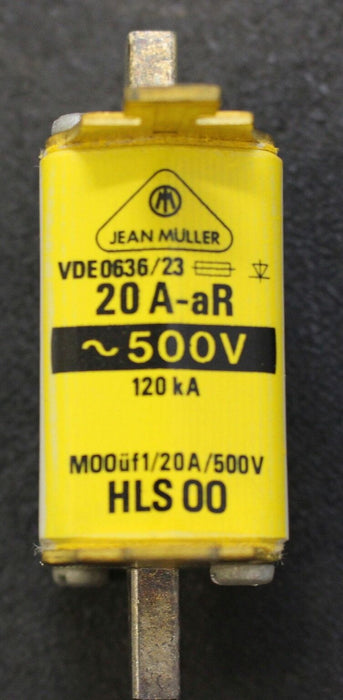 JEAN MÜLLER
VDE0636/23
20 A-aR
~500V
120 kA
M00üf1/20A/500V
HLS 00